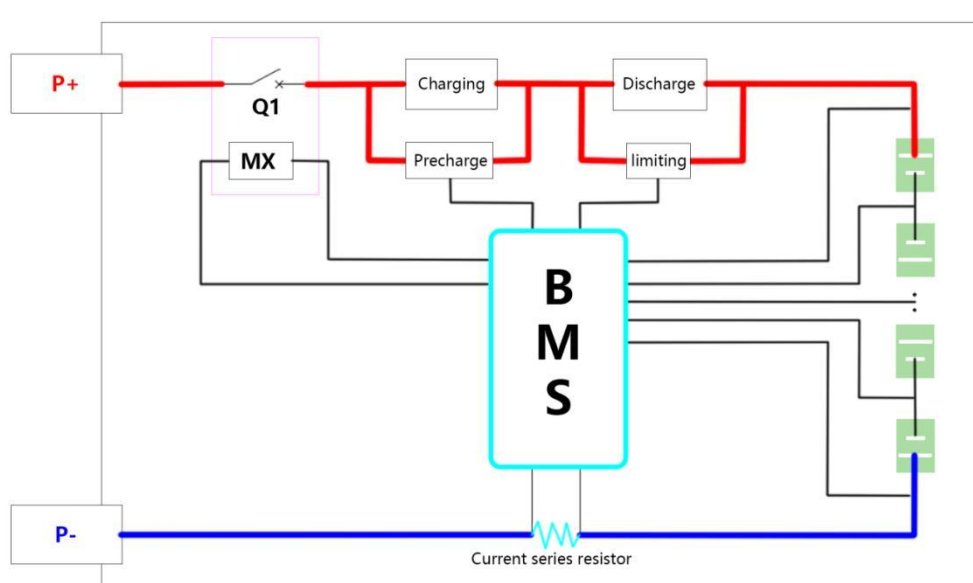 P+
Q1
MX
Charging
Precharge
Discharge
limiting
B
M
S
P-
Current series resistor